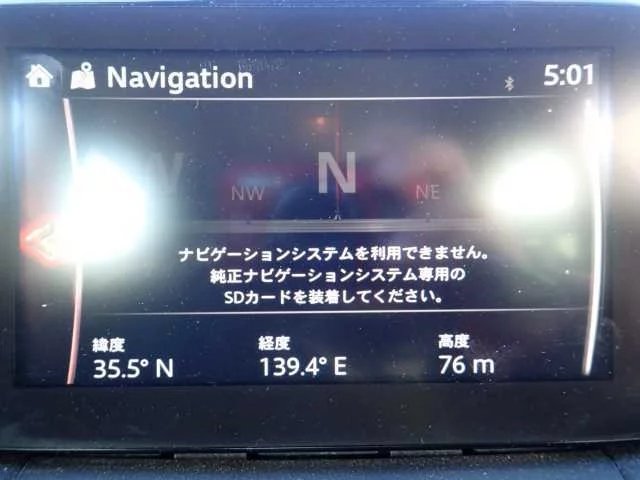 Navigation
5:01
W
N
NW
NE
ナビゲーションシステムを利用できません。
純正ナビゲーションシステム専用の
SDカードを装着してください。
緯度 経度 高度
35.5° N 139.4° E 76 m